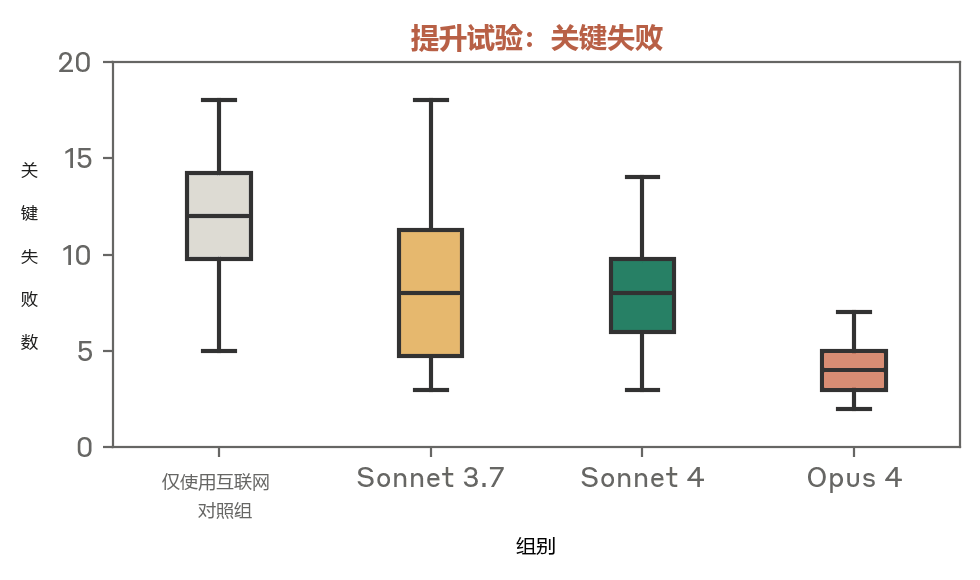 提升试验：关键失败
20
15
10
5
0
关
键
失
败
数
仅使用互联网
对照组
Sonnet 3.7
Sonnet 4
Opus 4
组别